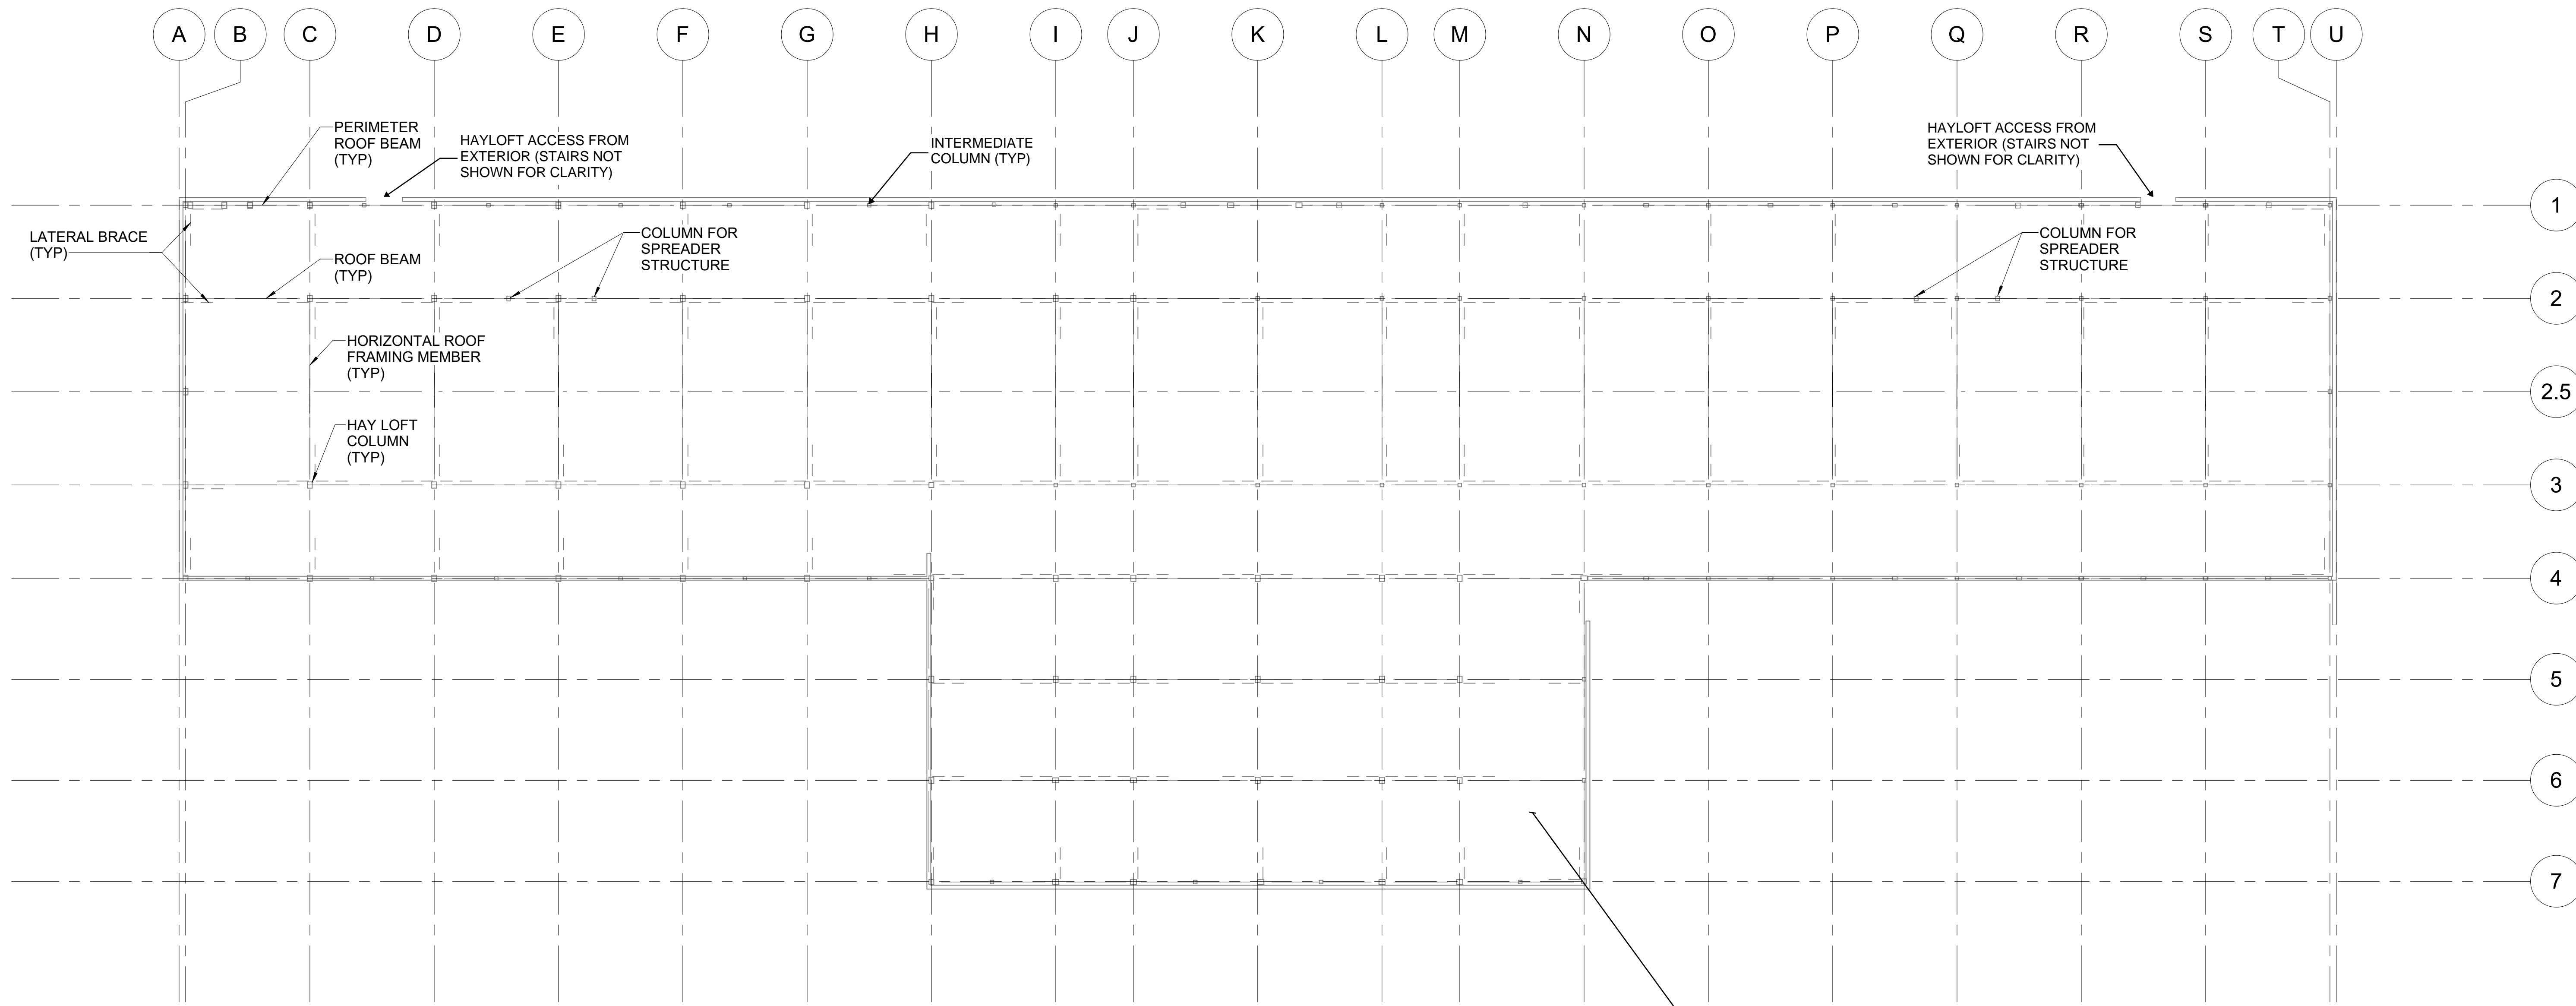 A B C D E F G H I J K L M N O P Q R S T U
PERIMETER
ROOF BEAM
(TYP)
HAYLOFT ACCESS FROM
EXTERIOR (STAIRS NOT
SHOWN FOR CLARITY)
INTERMEDIATE
COLUMN (TYP)
HAYLOFT ACCESS FROM
EXTERIOR (STAIRS NOT
SHOWN FOR CLARITY)
1
LATERAL BRACE
(TYP)
ROOF BEAM
(TYP)
COLUMN FOR
SPREADER
STRUCTURE
COLUMN FOR
SPREADER
STRUCTURE
2
HORIZONTAL ROOF
FRAMING MEMBER
(TYP)
2.5
HAY LOFT
COLUMN
(TYP)
3
4
5
6
7